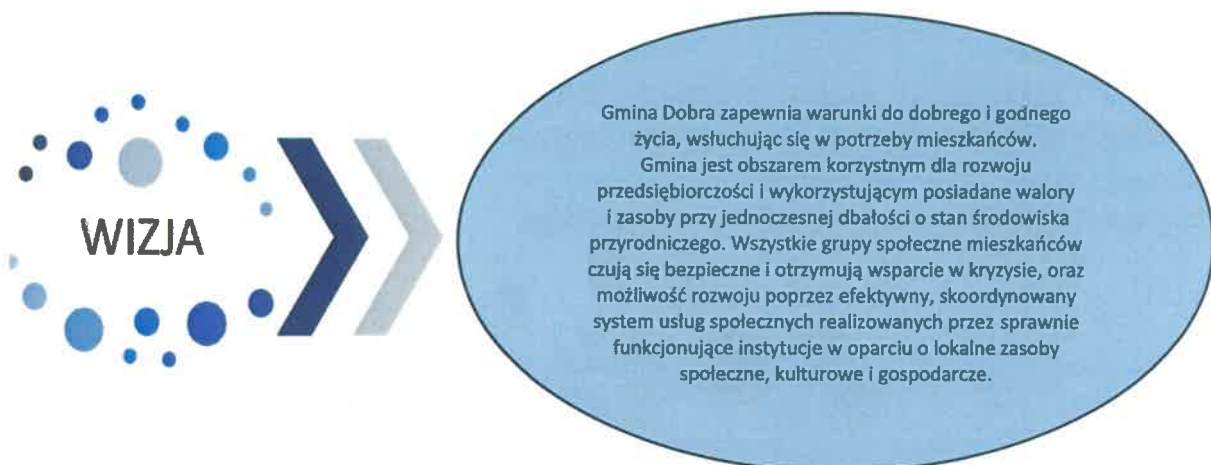 WIZJA
Gmina Dobra zapewnia warunki do dobrego i godnego
życia, wsłuchując się w potrzeby mieszkańców.
Gmina jest obszarem korzystnym dla rozwoju
przedsiębiorczości i wykorzystującym posiadane walory
i zasoby przy jednoczesnej dbałości o stan środowiska
przyrodniczego. Wszystkie grupy społeczne mieszkańców
czują się bezpieczne i otrzymują wsparcie w kryzysie, oraz
możliwość rozwoju poprzez efektywny, skoordynowany
system usług społecznych realizowanych przez sprawnie
funkcjonujące instytucje w oparciu o lokalne zasoby
społeczne, kulturowe i gospodarcze.